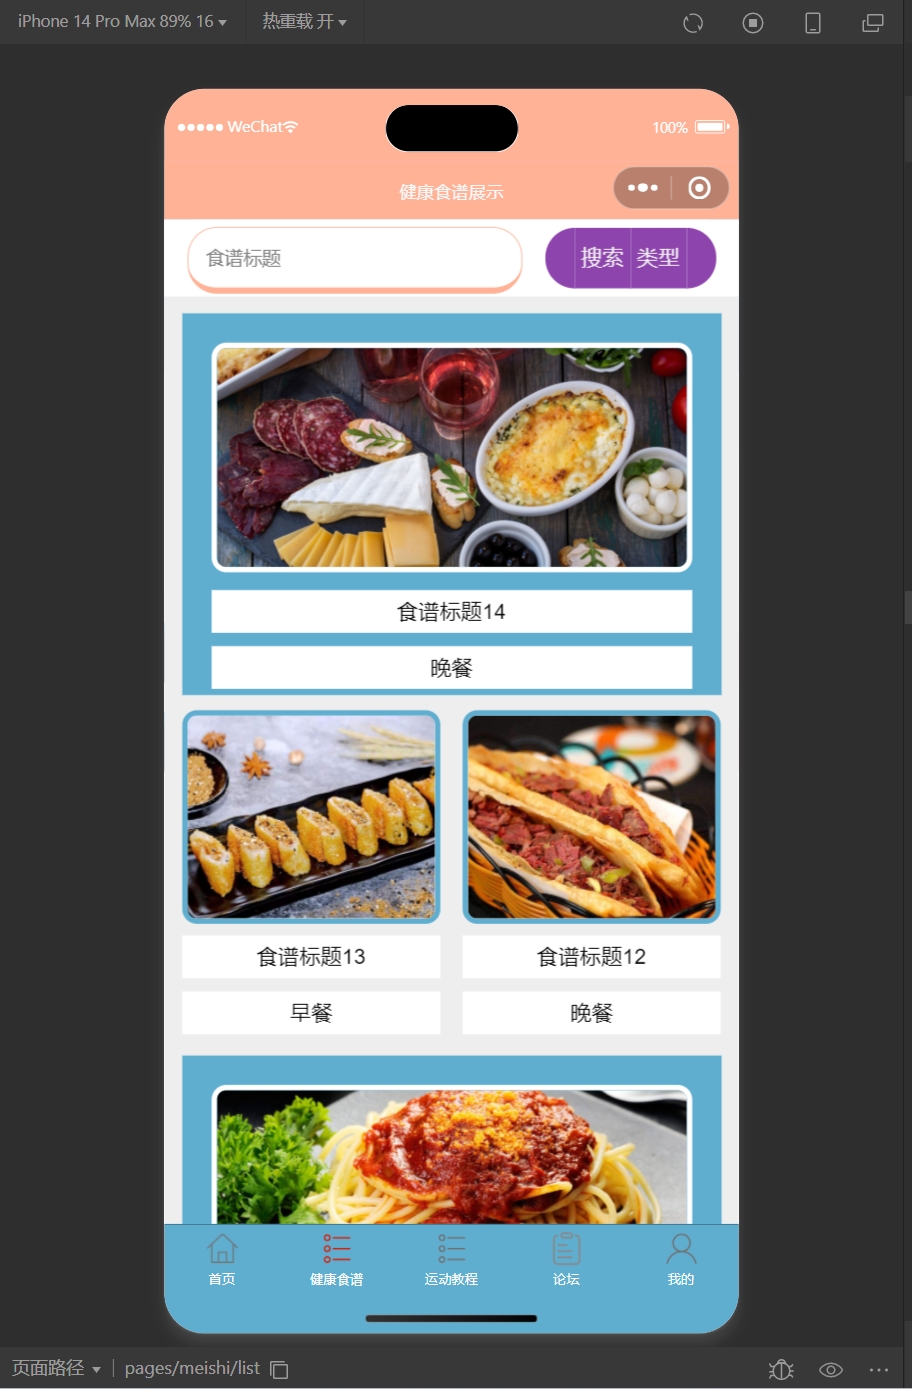 iPhone 14 Pro Max 89% 16 热重载 开
WeChat 100%
健康食谱展示
食谱标题 搜索 类型
食谱标题14
晚餐
食谱标题13 食谱标题12
早餐 晚餐
首页 健康食谱 运动教程 论坛 我的
页面路径 pages/meishi/list